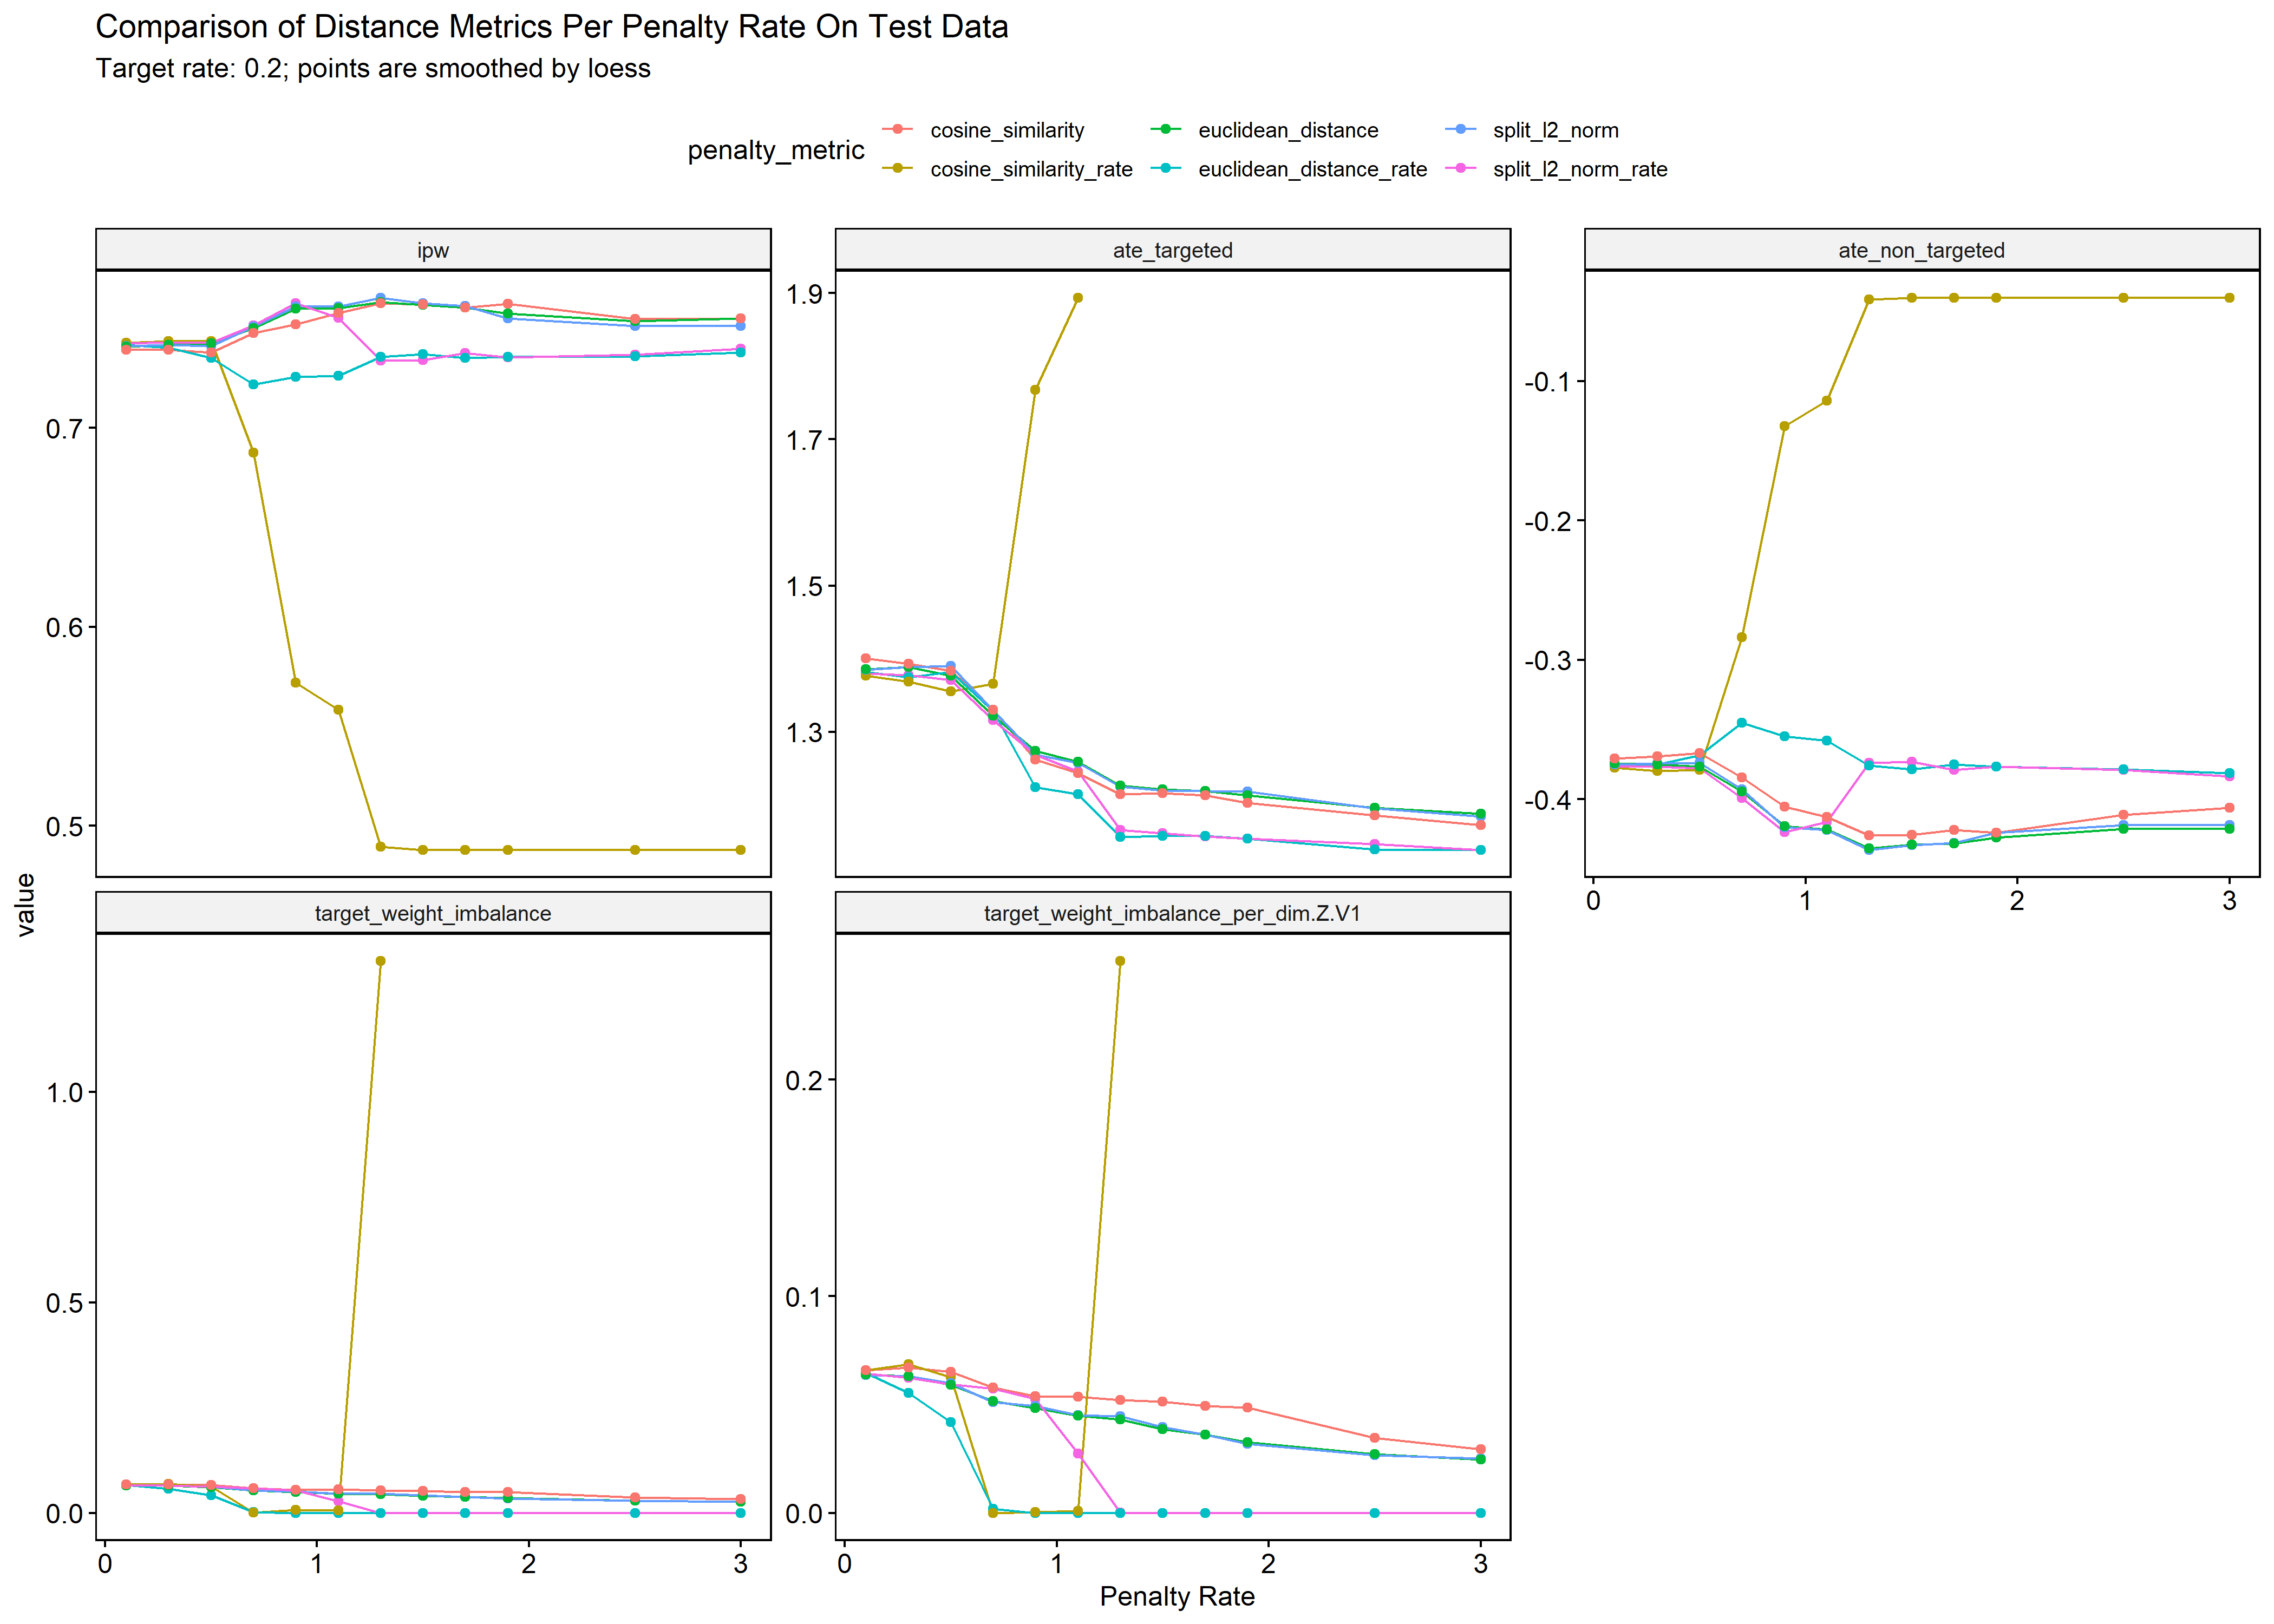 Comparison of Distance Metrics Per Penalty Rate On Test Data
Target rate: 0.2; points are smoothed by loess
penalty_metric
cosine_similarity
euclidean_distance
split_l2_norm
cosine_similarity_rate
euclidean_distance_rate
split_l2_norm_rate
ipw
ate_targeted
ate_non_targeted
0.7
0.6
0.5
1.9
1.7
1.5
1.3
-0.1
-0.2
-0.3
-0.4
0 1 2 3
value
target_weight_imbalance
target_weight_imbalance_per_dim.Z.V1
1.0
0.5
0.0
0.2
0.1
0.0
0 1 2 3
0 1 2 3
Penalty Rate